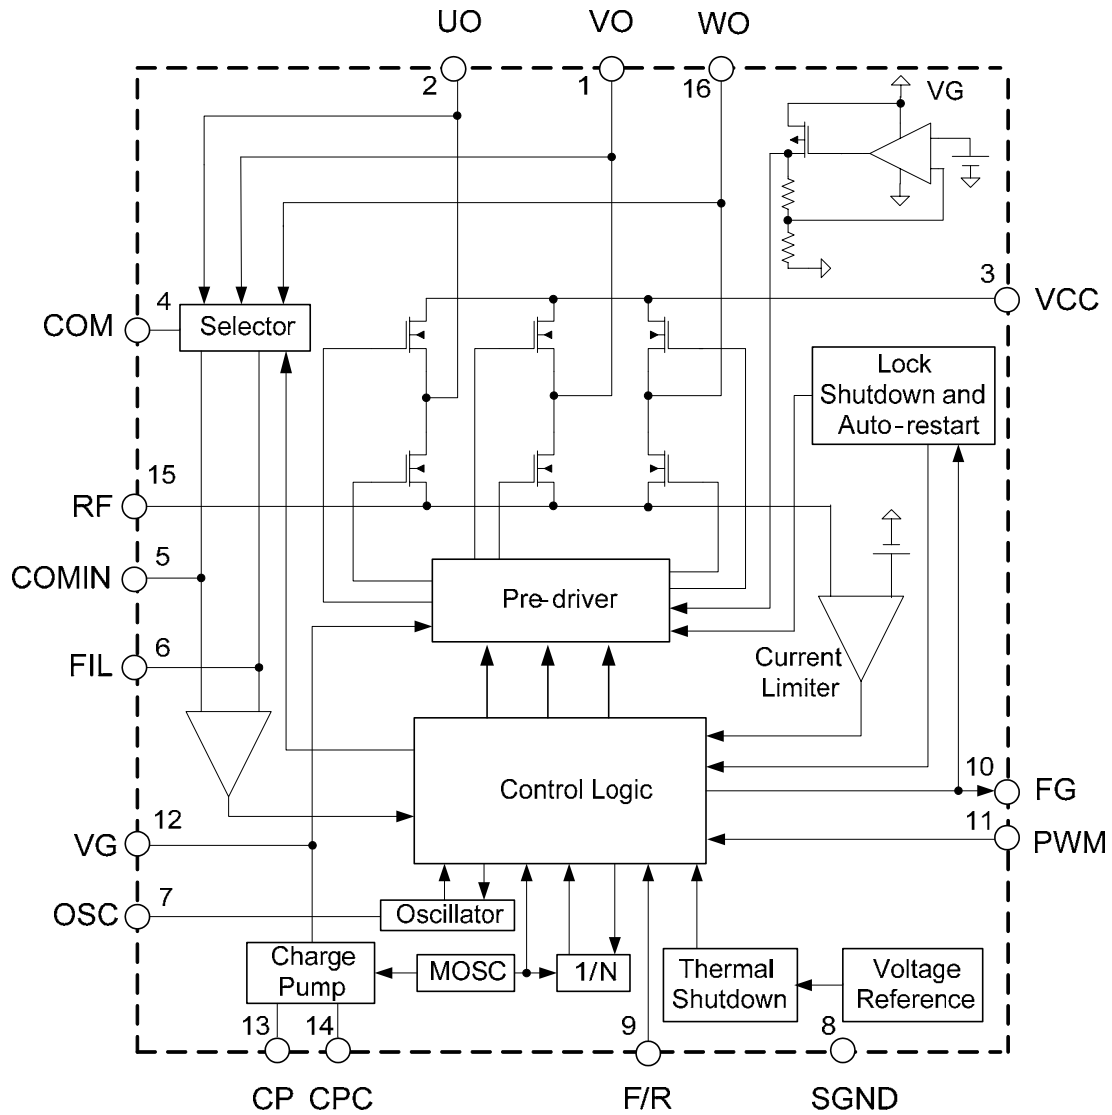 UO
VO
WO
2
1
16
VG
3
VCC
4
COM
Selector
Lock
Shutdown and
Auto-restart
15
RF
5
COMIN
Pre-driver
6
FIL
Current
Limiter
Control Logic
10
FG
12
VG
11
PWM
7
OSC
Oscillator
Charge
Pump
MOSC
1/N
Thermal
Shutdown
Voltage
Reference
13
14
9
8
CP
CPC
F/R
SGND